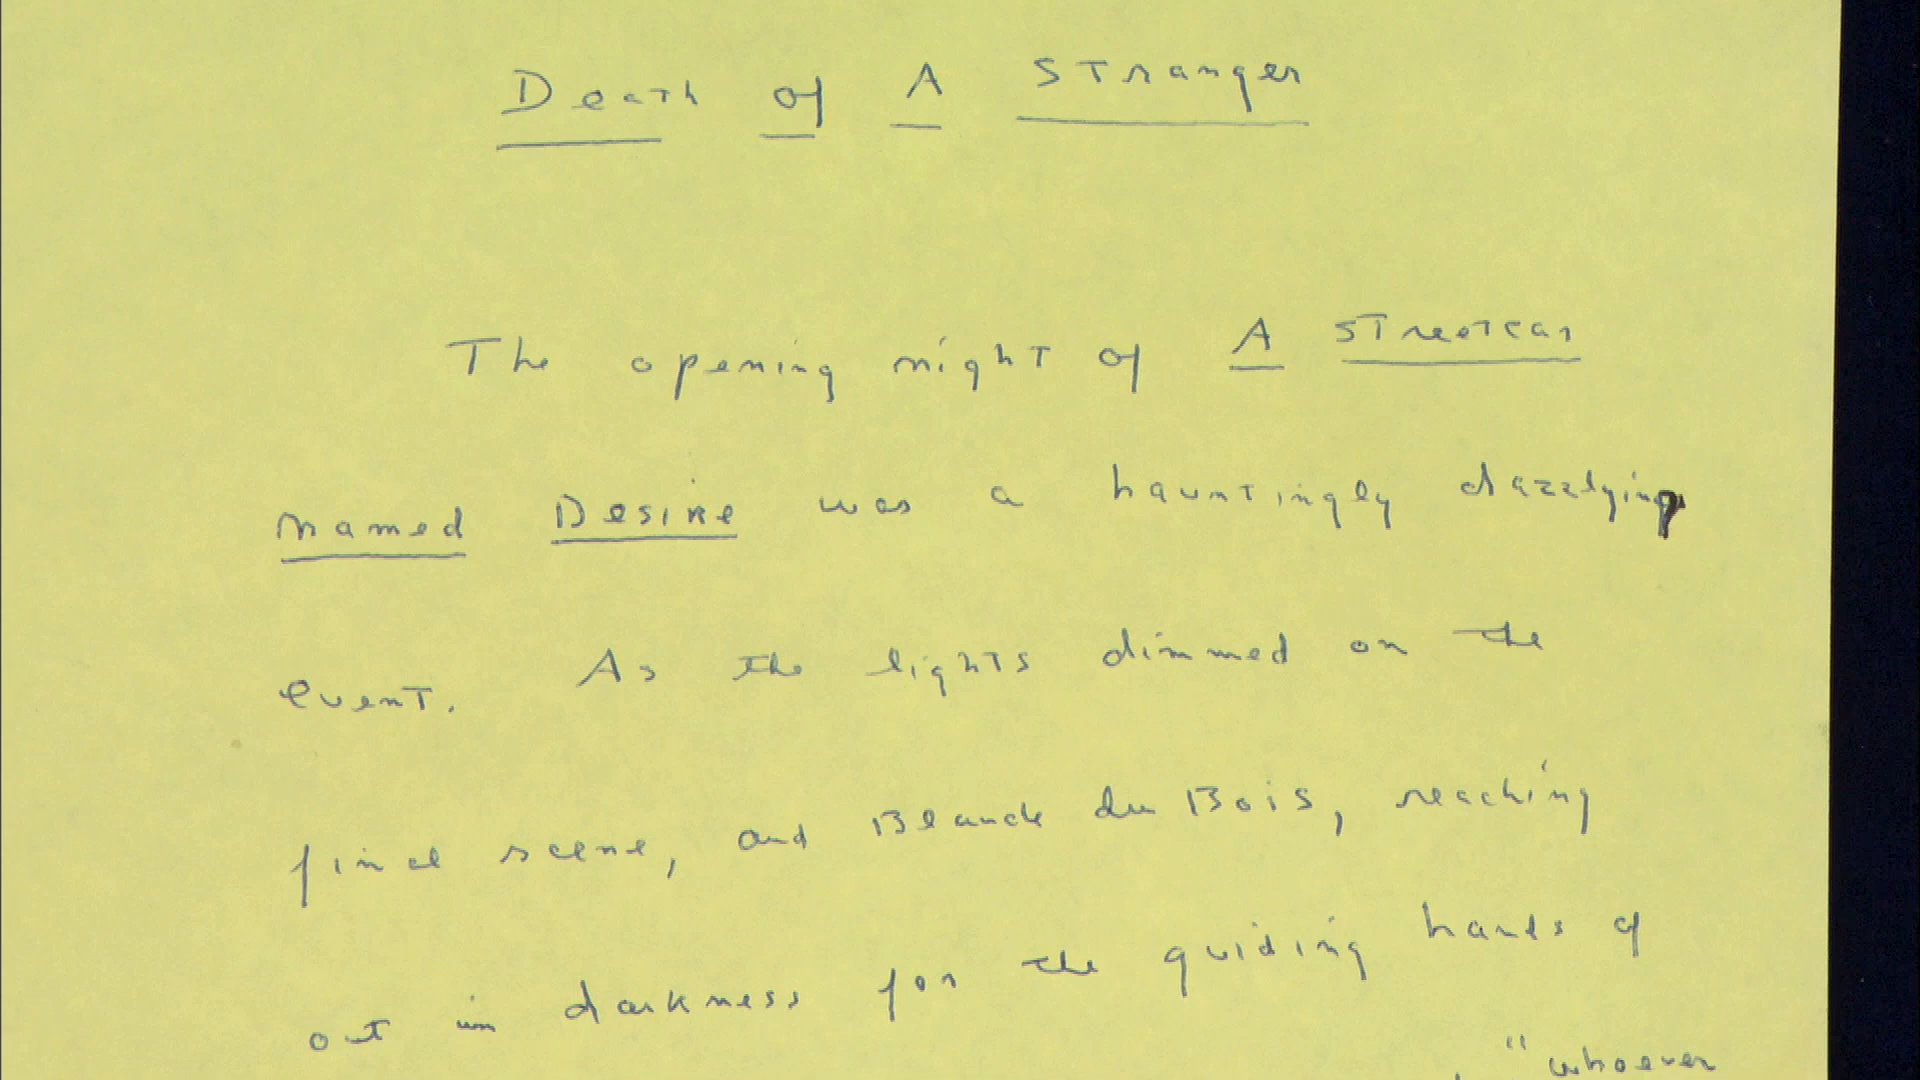 Death of A Stranger
The opening night of A Streetcar
named Desire was a hauntingly dazzlying
event. As the lights dimmed on the
final scene, and Blanche du Bois, reaching
out in darkness for the guiding hands of
"whoever